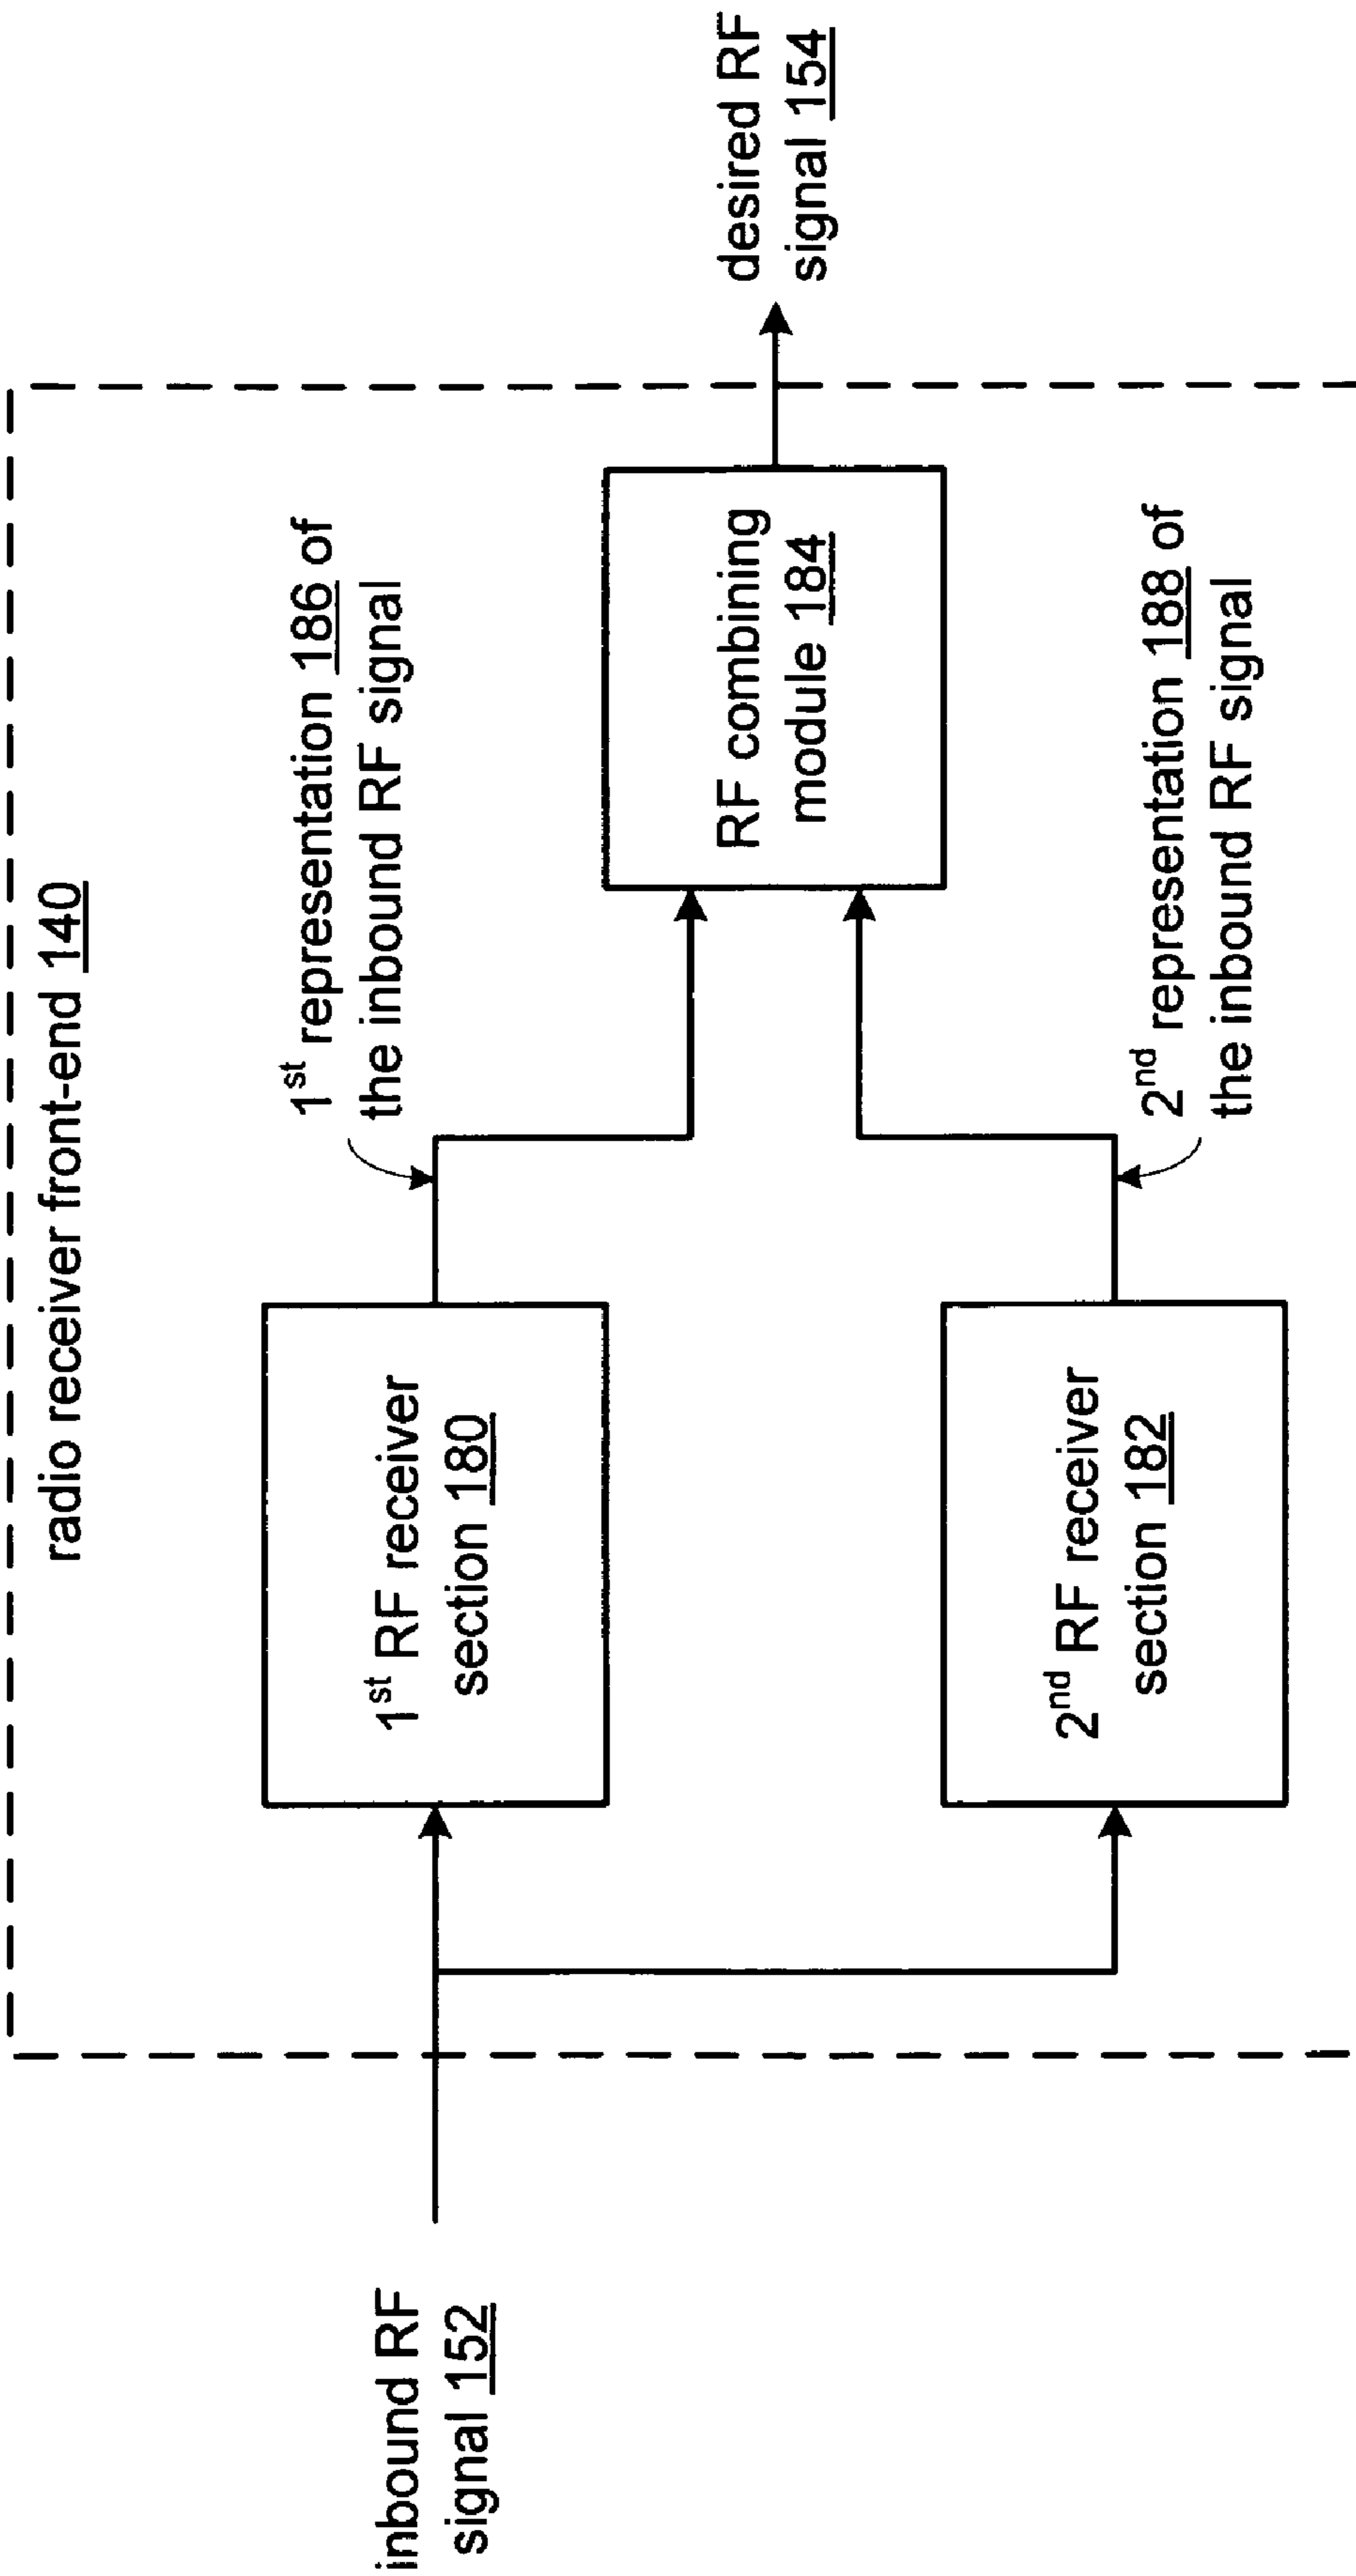 radio receiver front-end 140
inbound RF
signal 152
1st RF receiver
section 180
1st representation 186 of
the inbound RF signal
RF combining
module 184
desired RF
signal 154
2nd RF receiver
section 182
2nd representation 188 of
the inbound RF signal